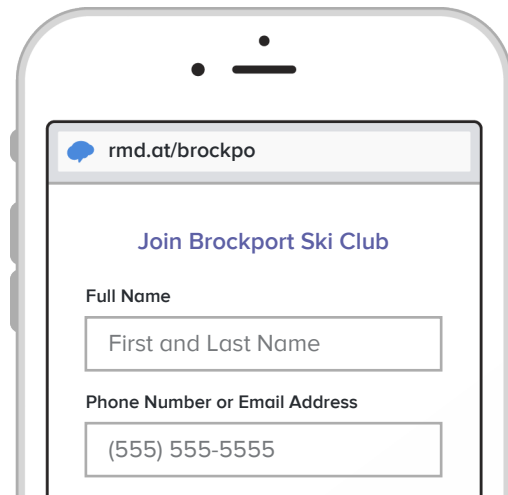 rmd.at/brockpo
Join Brockport Ski Club
Full Name
First and Last Name
Phone Number or Email Address
(555) 555-5555